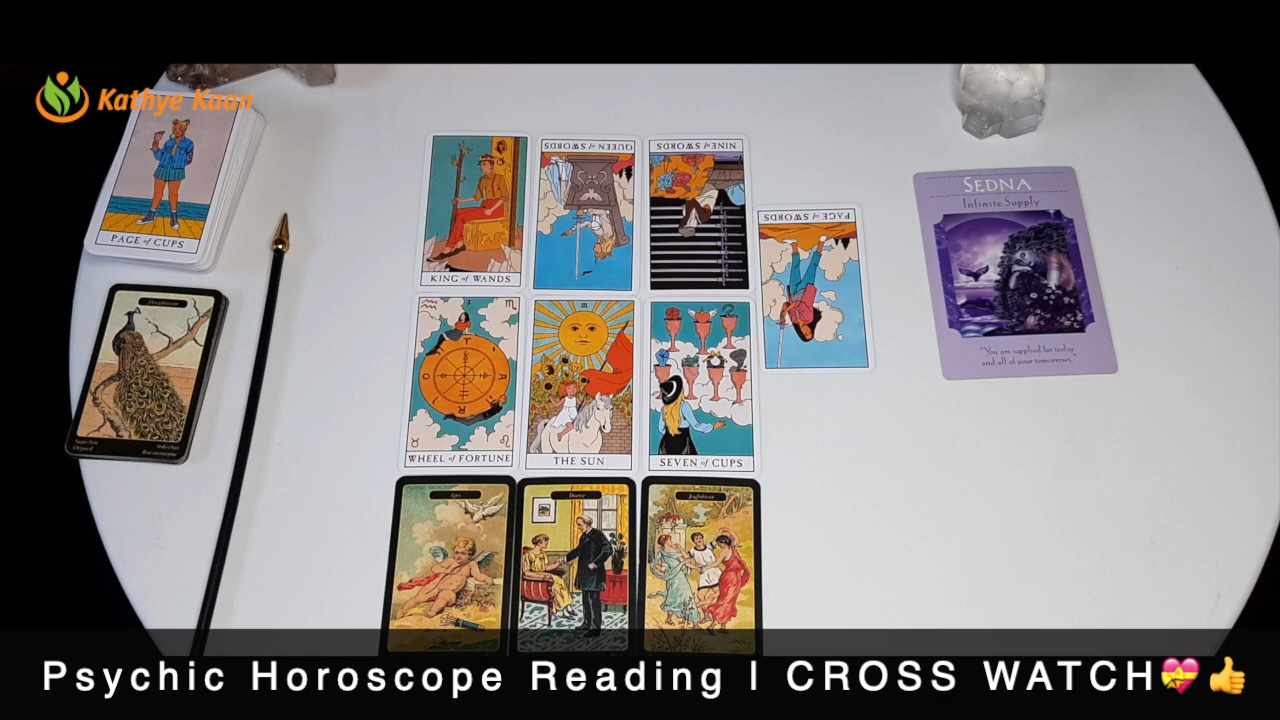 Kathye Kaan
PAGE of CUPS
KING of WANDS
QUEEN of SWORDS
NINE of SWORDS
PAGE of SWORDS
SEDNA
Infinite Supply
"You are supplied for today
and all of your tomorrows."
WHEEL of FORTUNE
THE SUN
SEVEN of CUPS
Doctor
Joyfulness
Psychic Horoscope Reading I CROSS WATCH💝👍